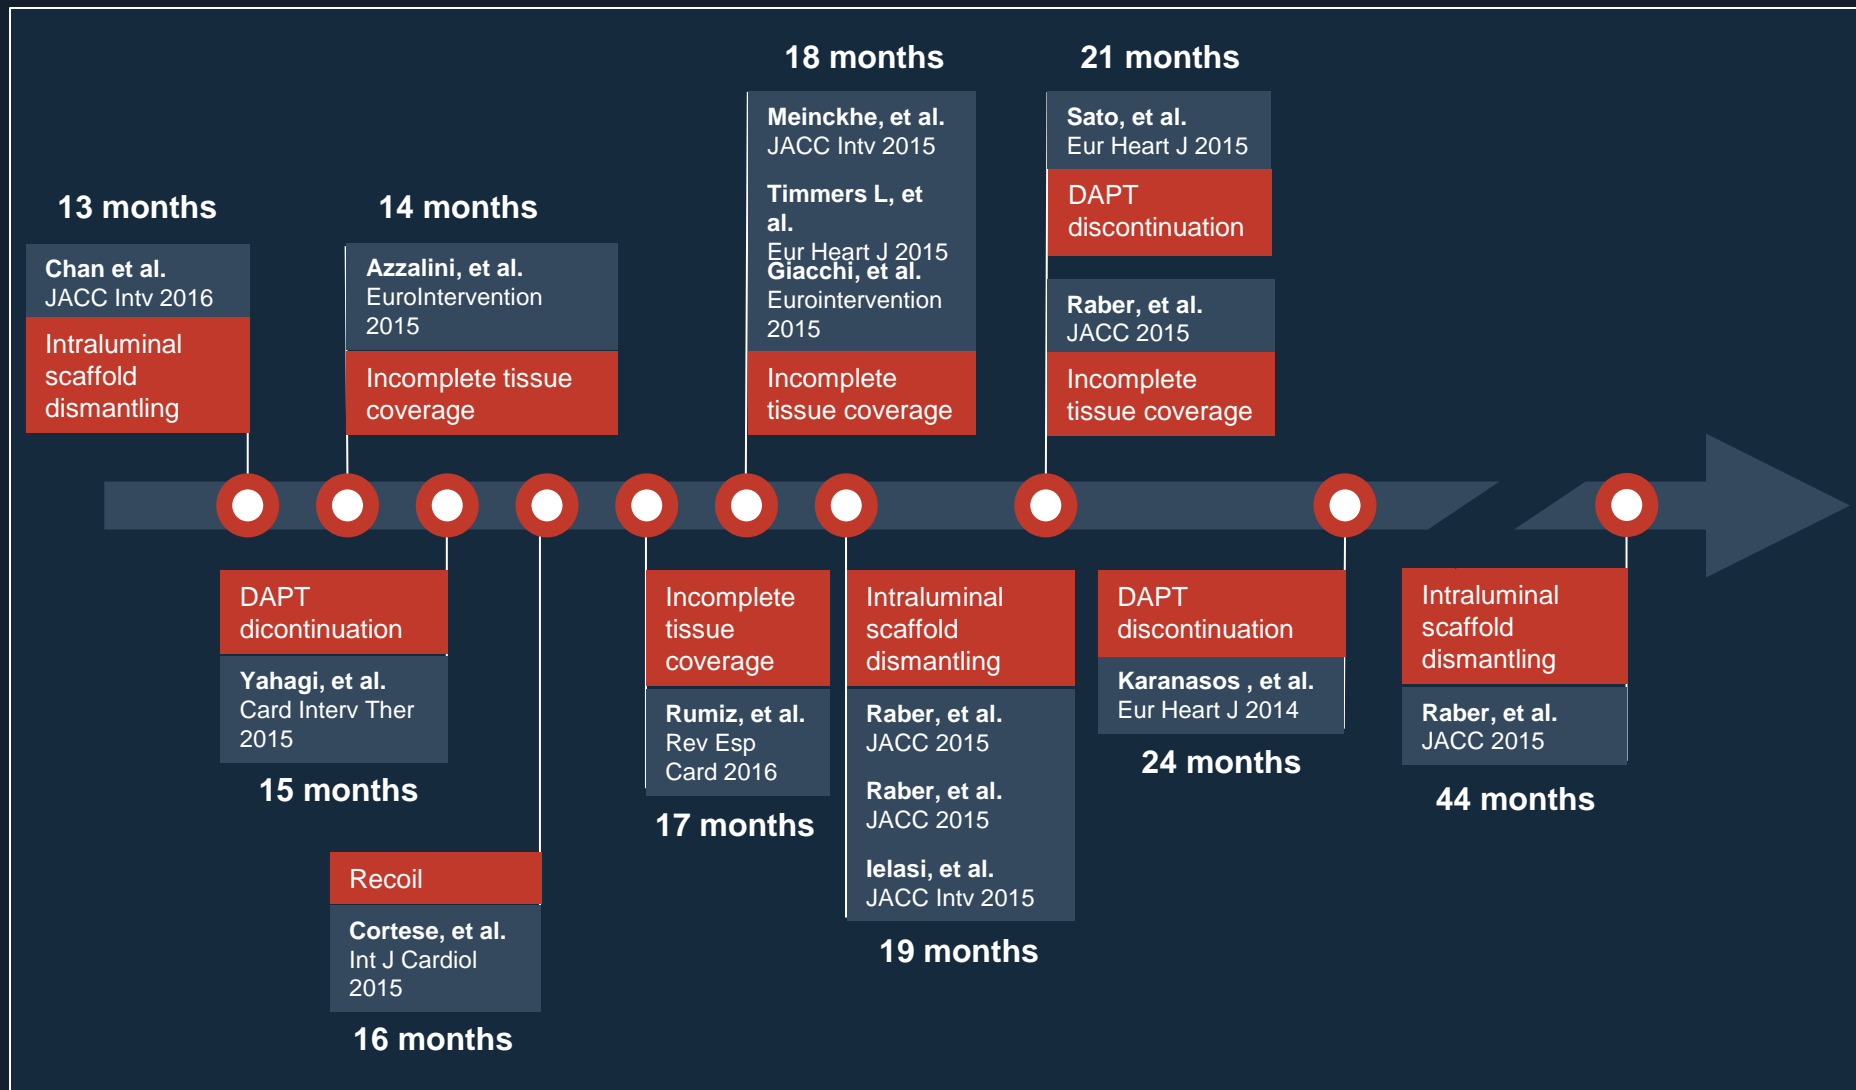 13 months
Chan et al.
JACC Intv 2016
Intraluminal
scaffold
dismantling
14 months
Azzalini, et al.
EuroIntervention
2015
Incomplete tissue
coverage
18 months
Meinckhe, et al.
JACC Intv 2015
Timmers L, et
al.
Eur Heart J 2015
Giacchi, et al.
Eurointervention
2015
Incomplete
tissue coverage
21 months
Sato, et al.
Eur Heart J 2015
DAPT
discontinuation
Raber, et al.
JACC 2015
Incomplete
tissue coverage
DAPT
dicontinuation
Yahagi, et al.
Card Interv Ther
2015
15 months
Recoil
Cortese, et al.
Int J Cardiol
2015
16 months
Incomplete
tissue
coverage
Rumiz, et al.
Rev Esp
Card 2016
17 months
Intraluminal
scaffold
dismantling
Raber, et al.
JACC 2015
Raber, et al.
JACC 2015
Ielasi, et al.
JACC Intv 2015
19 months
DAPT
discontinuation
Karanasos , et al.
Eur Heart J 2014
24 months
Intraluminal
scaffold
dismantling
Raber, et al.
JACC 2015
44 months